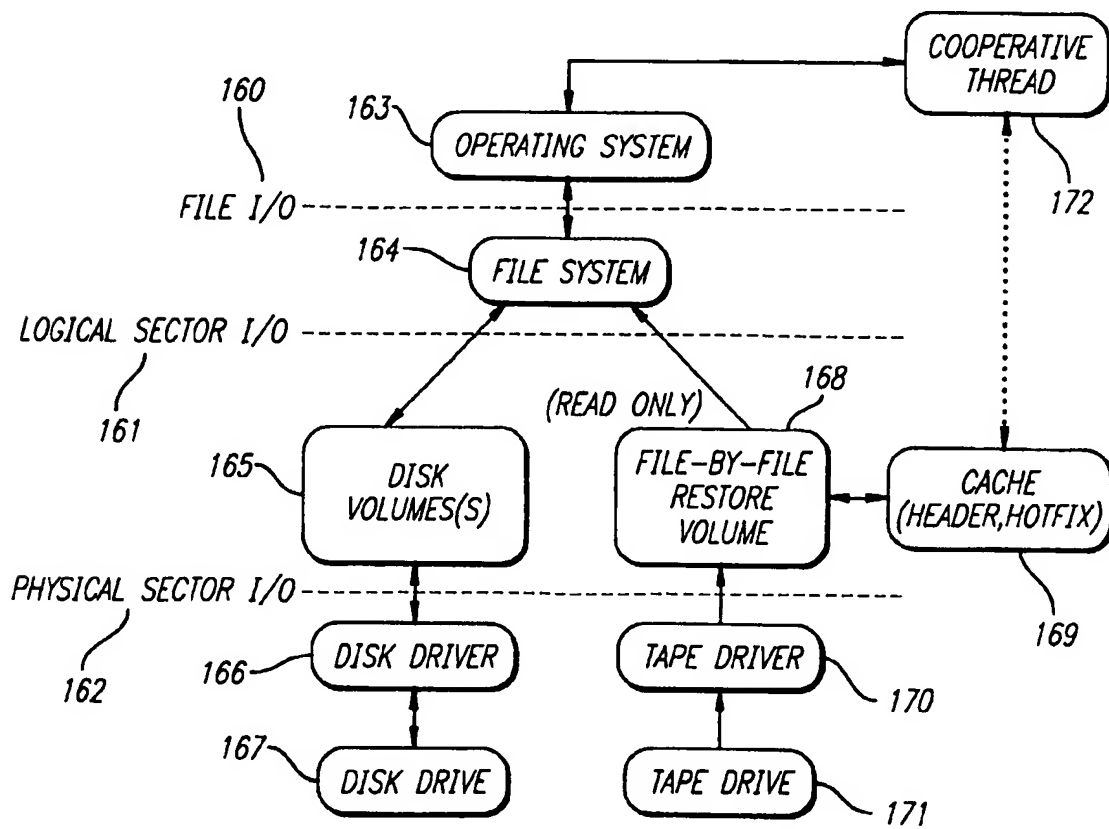 COOPERATIVE
THREAD
172
160
163
OPERATING SYSTEM
FILE I/O
164
FILE SYSTEM
LOGICAL SECTOR I/O
161
(READ ONLY)
168
165
DISK
VOLUMES(S)
FILE-BY-FILE
RESTORE
VOLUME
CACHE
(HEADER,HOTFIX)
169
PHYSICAL SECTOR I/O
162
166
DISK DRIVER
TAPE DRIVER
170
167
DISK DRIVE
TAPE DRIVE
171